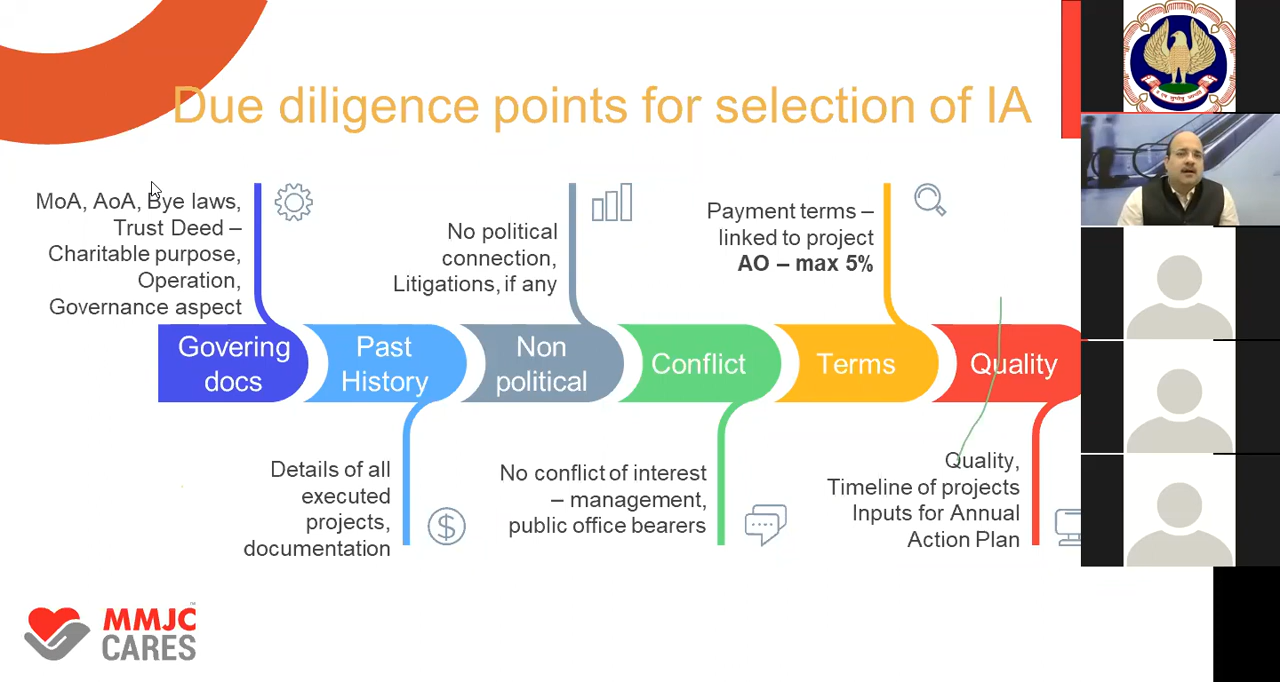 Due diligence points for selection of IA
MoA, AoA, Bye laws,
Trust Deed –
Charitable purpose,
Operation,
Governance aspect
No political
connection,
Litigations, if any
Payment terms –
linked to project
AO – max 5%
Govering
docs
Past
History
Non
political
Conflict
Terms
Quality
Details of all
executed
projects,
documentation
No conflict of interest
– management,
public office bearers
Quality,
Timeline of projects
Inputs for Annual
Action Plan
MMJC
CARES